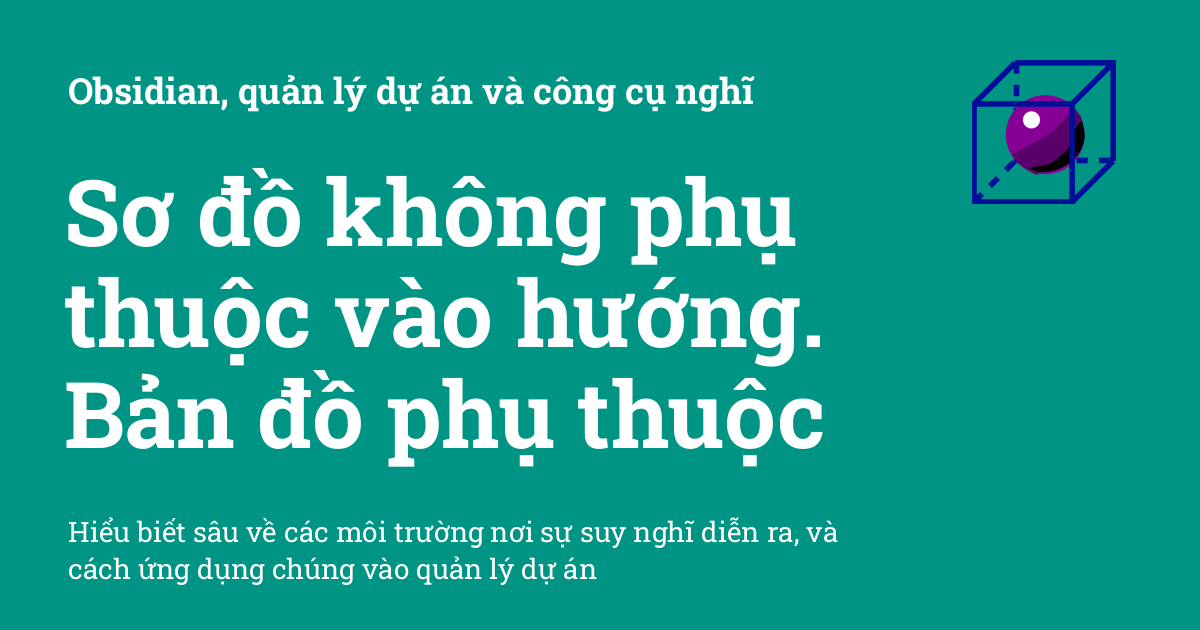 Obsidian, quản lý dự án và công cụ nghĩ
Sơ đồ không phụ
thuộc vào hướng.
Bản đồ phụ thuộc
Hiểu biết sâu về các môi trường nơi sự suy nghĩ diễn ra, và
cách ứng dụng chúng vào quản lý dự án